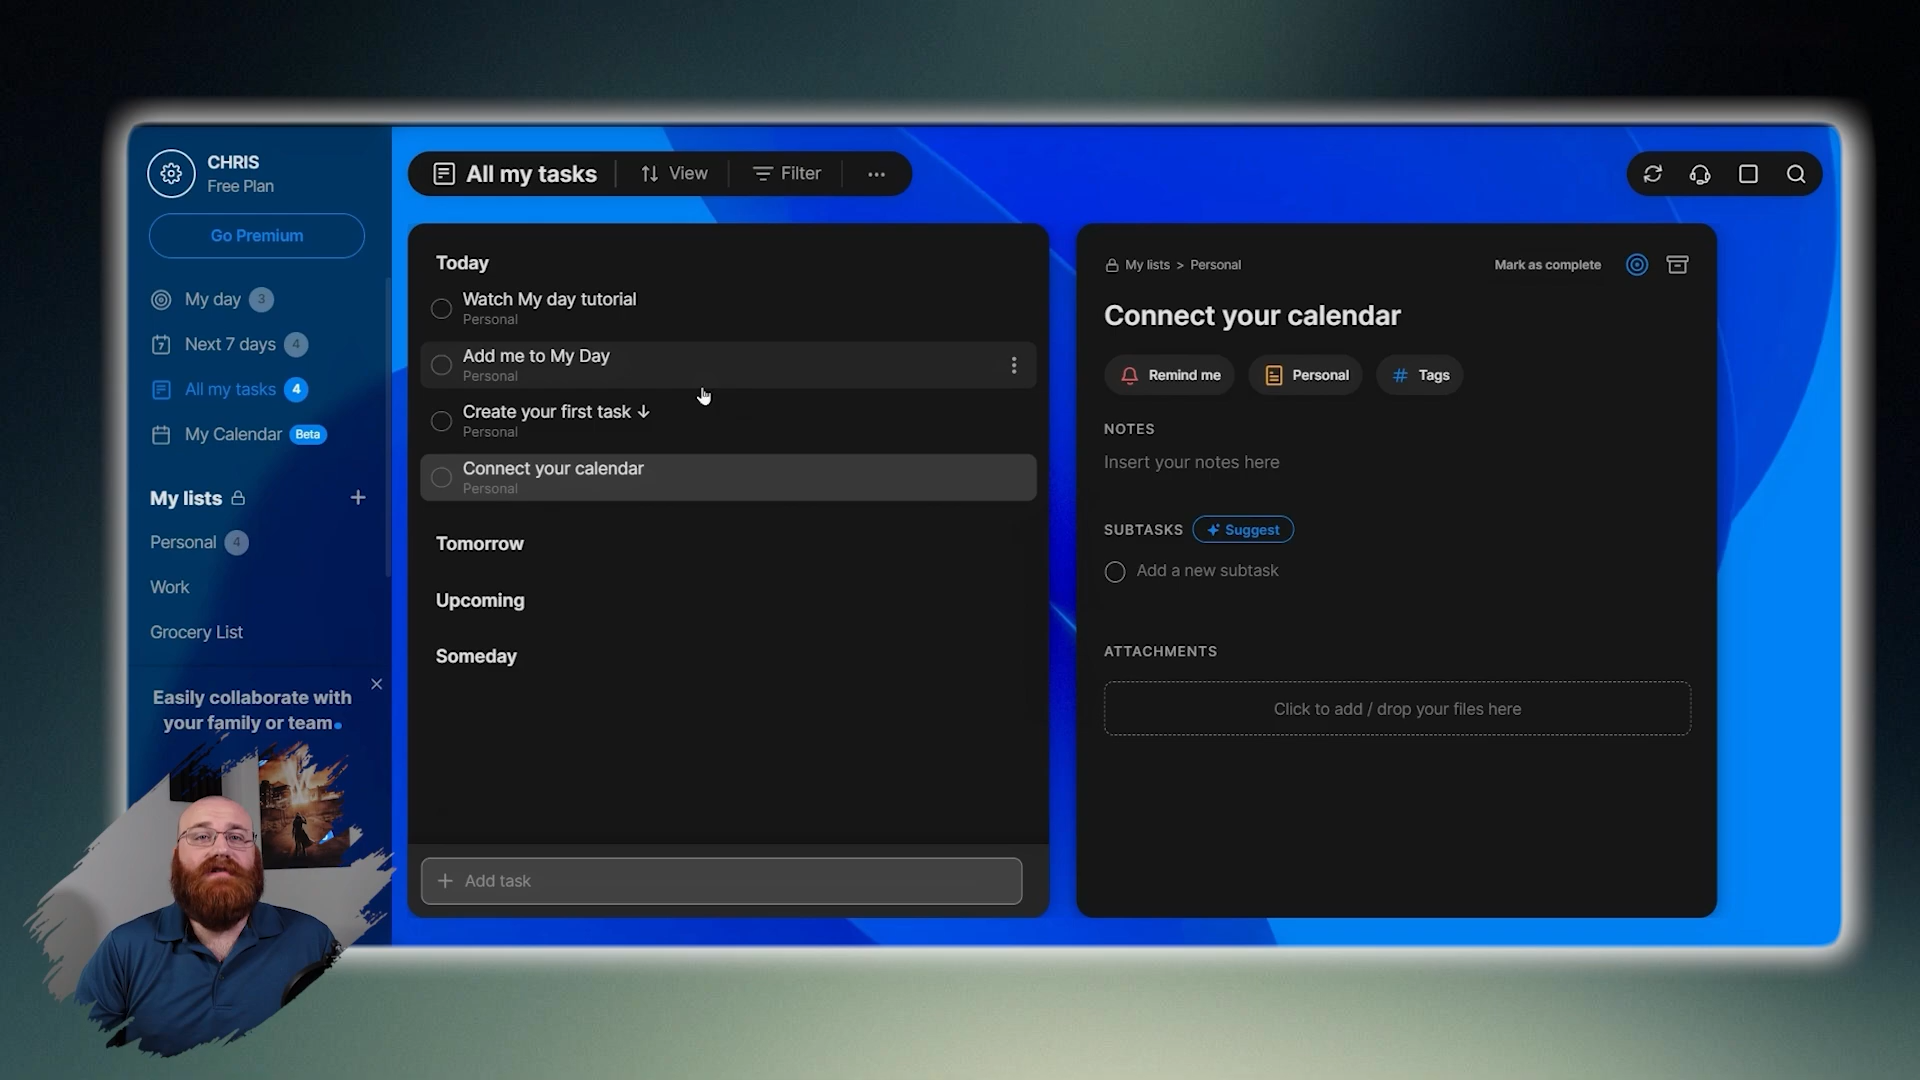 CHRIS
Free Plan
Go Premium
My day 3
Next 7 days 4
All my tasks 4
My Calendar Beta
My lists
Personal 4
Work
Grocery List
Easily collaborate with
your family or team
All my tasks
View
Filter
Today
Watch My day tutorial
Personal
Add me to My Day
Personal
Create your first task ↓
Personal
Connect your calendar
Personal
Tomorrow
Upcoming
Someday
Add task
My lists > Personal
Mark as complete
Connect your calendar
Remind me
Personal
# Tags
NOTES
Insert your notes here
SUBTASKS
Suggest
Add a new subtask
ATTACHMENTS
Click to add / drop your files here